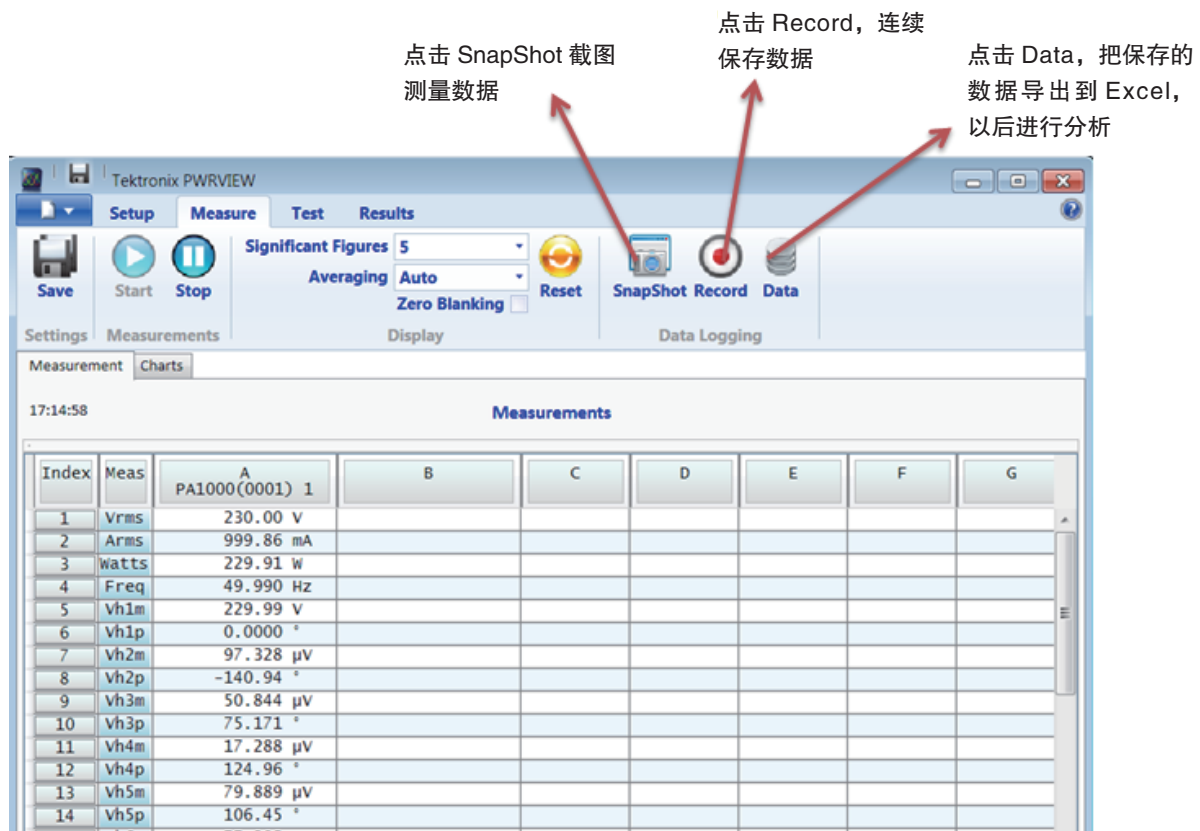 点击 SnapShot 截图
测量数据
点击 Record，连续
保存数据
点击 Data，把保存的
数据导出到 Excel，
以后进行分析
Tektronix PWRVIEW
Setup Measure Test Results
Save
Start Stop
Significant Figures 5
Averaging Auto
Zero Blanking
Reset
SnapShot Record Data
Settings Measurements Display Data Logging
Measurement Charts
17:14:58
Measurements
Index Meas A B C D E F G
PA1000(0001) 1
1 Vrms 230.00 V
2 Arms 999.86 mA
3 Watts 229.91 W
4 Freq 49.990 Hz
5 Vh1m 229.99 V
6 Vh1p 0.0000 °
7 Vh2m 97.328 μV
8 Vh2p -140.94 °
9 Vh3m 50.844 μV
10 Vh3p 75.171 °
11 Vh4m 17.288 μV
12 Vh4p 124.96 °
13 Vh5m 79.889 μV
14 Vh5p 106.45 °